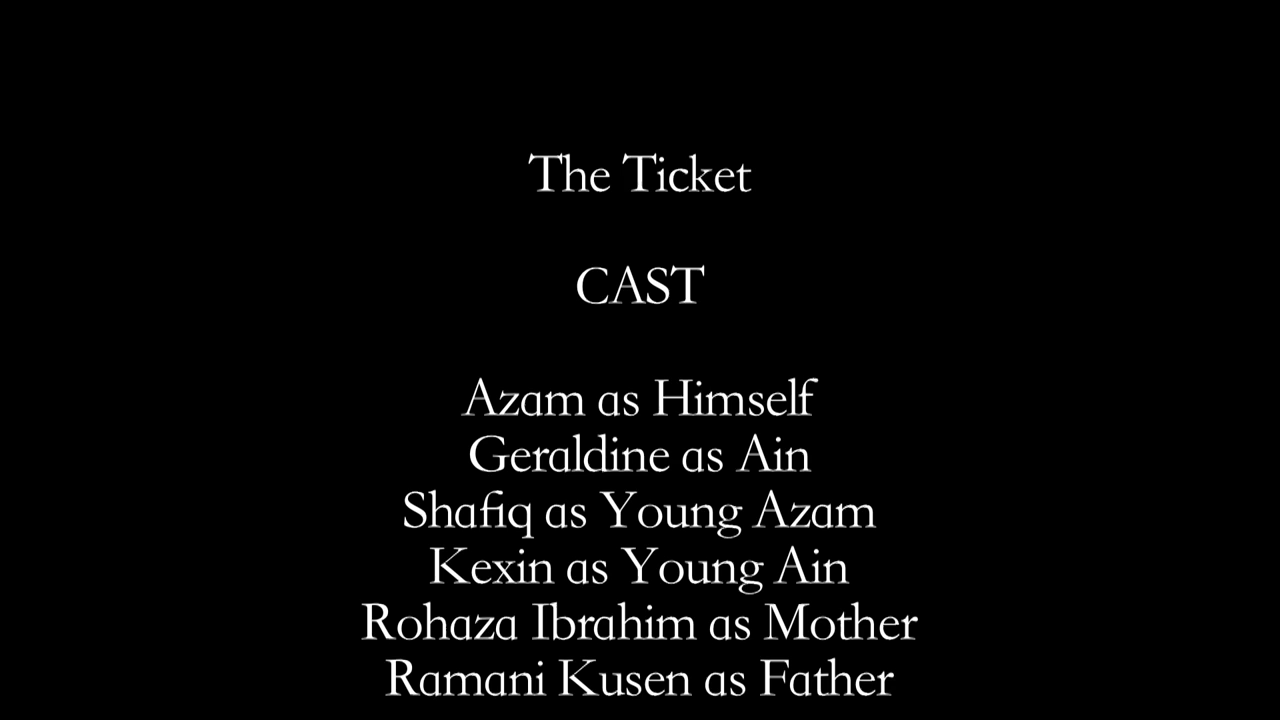 The Ticket
CAST
Azam as Himself
Geraldine as Ain
Shafiq as Young Azam
Kexin as Young Ain
Rohaza Ibrahim as Mother
Ramani Kusen as Father